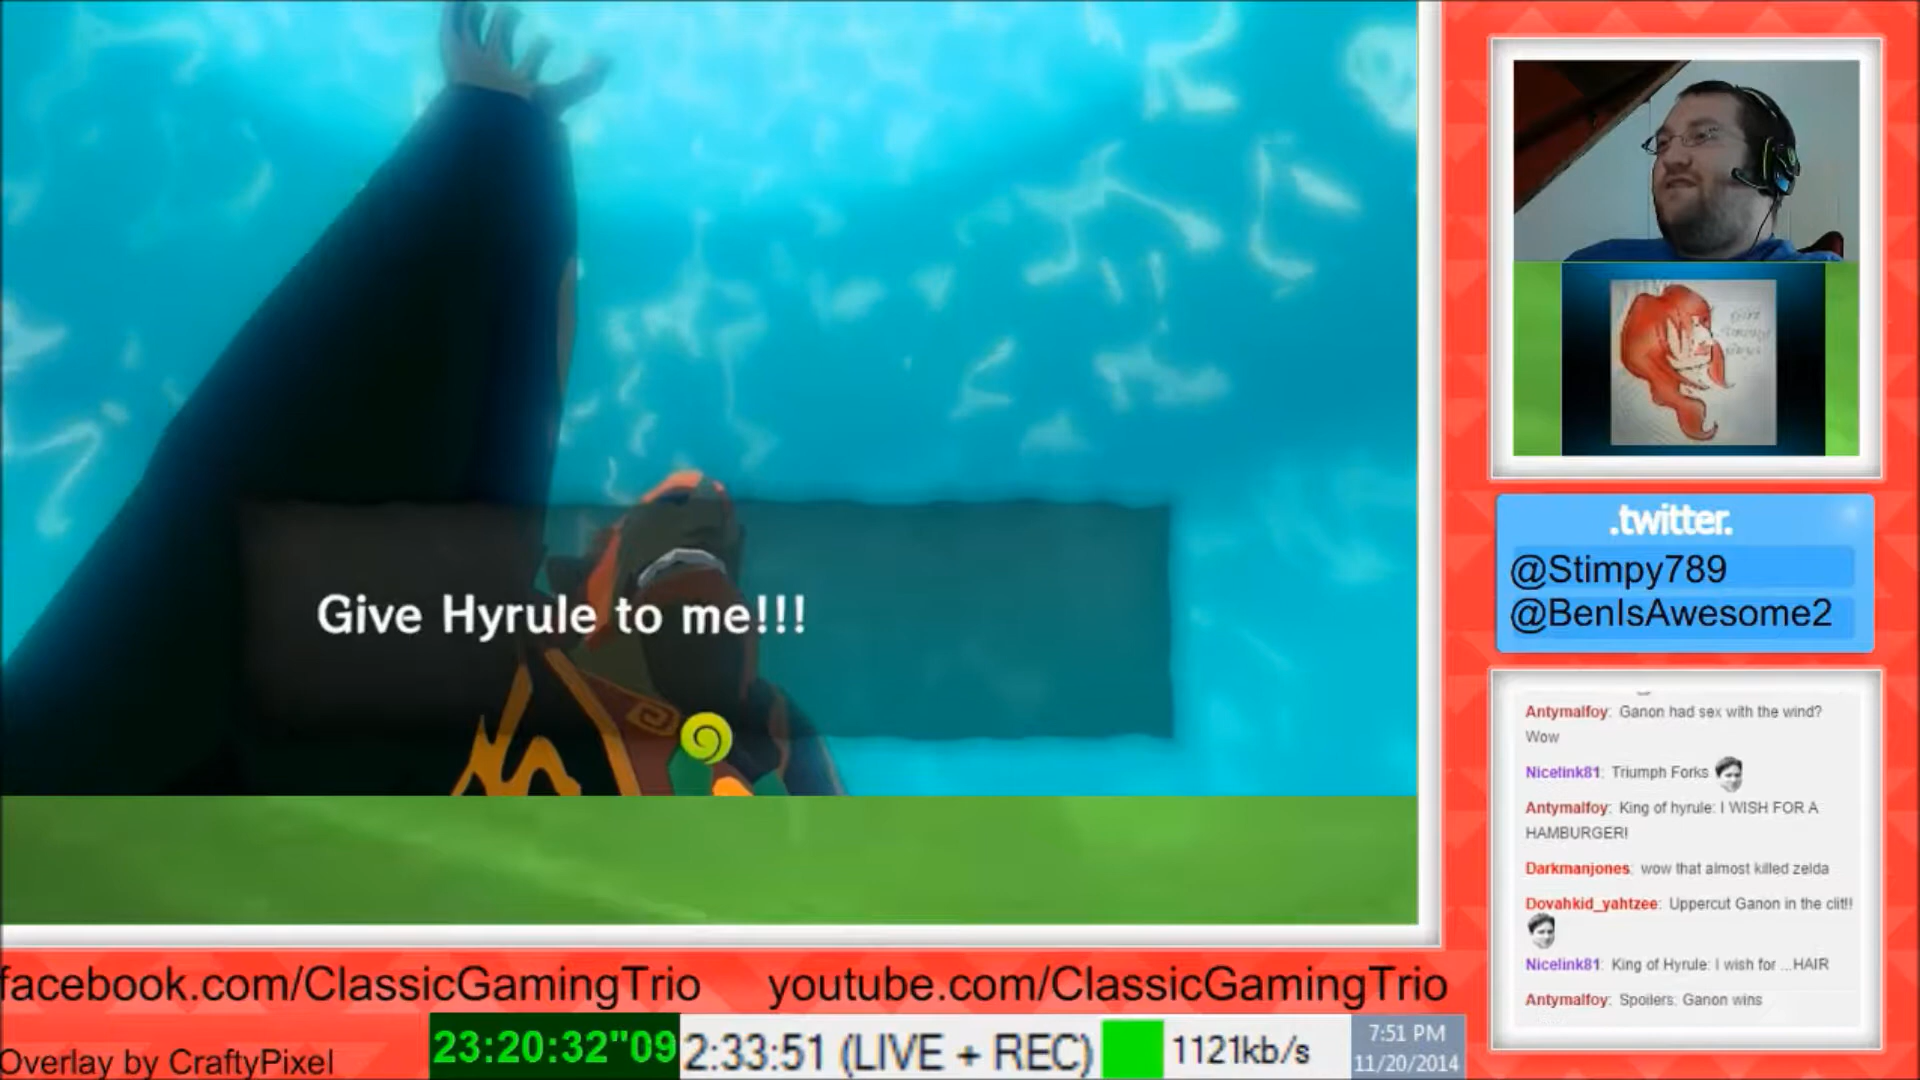 Give Hyrule to me!!!
.twitter.
@Stimpy789
@BenIsAwesome2
Antymalfoy: Ganon had sex with the wind?
Wow
Nicelink81: Triumph Forks
Antymalfoy: King of hyrule: I WISH FOR A
HAMBURGER!
Darkmanjones: wow that almost killed zelda
Dovahkid_yahtzee: Uppercut Ganon in the clit!!
Nicelink81: King of Hyrule: I wish for ...HAIR
Antymalfoy: Spoilers: Ganon wins
facebook.com/ClassicGamingTrio youtube.com/ClassicGamingTrio
Overlay by CraftyPixel
23:20:32"09
2:33:51 (LIVE + REC)
1121kb/s
7:51 PM
11/20/2014